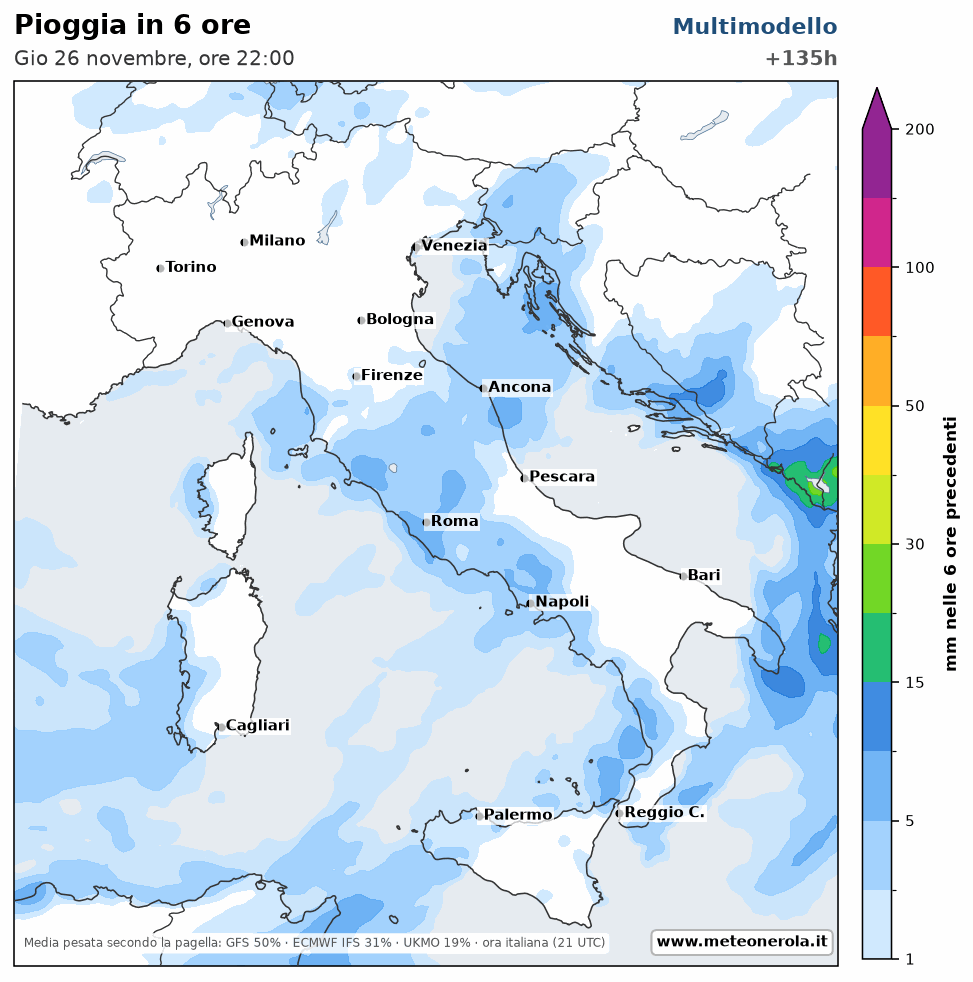 Pioggia in 6 ore
Multimodello
Gio 26 novembre, ore 22:00
+135h
Milano
Venezia
Torino
Genova
Bologna
Firenze
Ancona
Pescara
Roma
Bari
Napoli
Cagliari
Palermo
Reggio C.
Media pesata secondo la pagella: GFS 50% · ECMWF IFS 31% · UKMO 19% · ora italiana (21 UTC)
www.meteonerola.it
200
100
50
30
15
5
1
mm nelle 6 ore precedenti